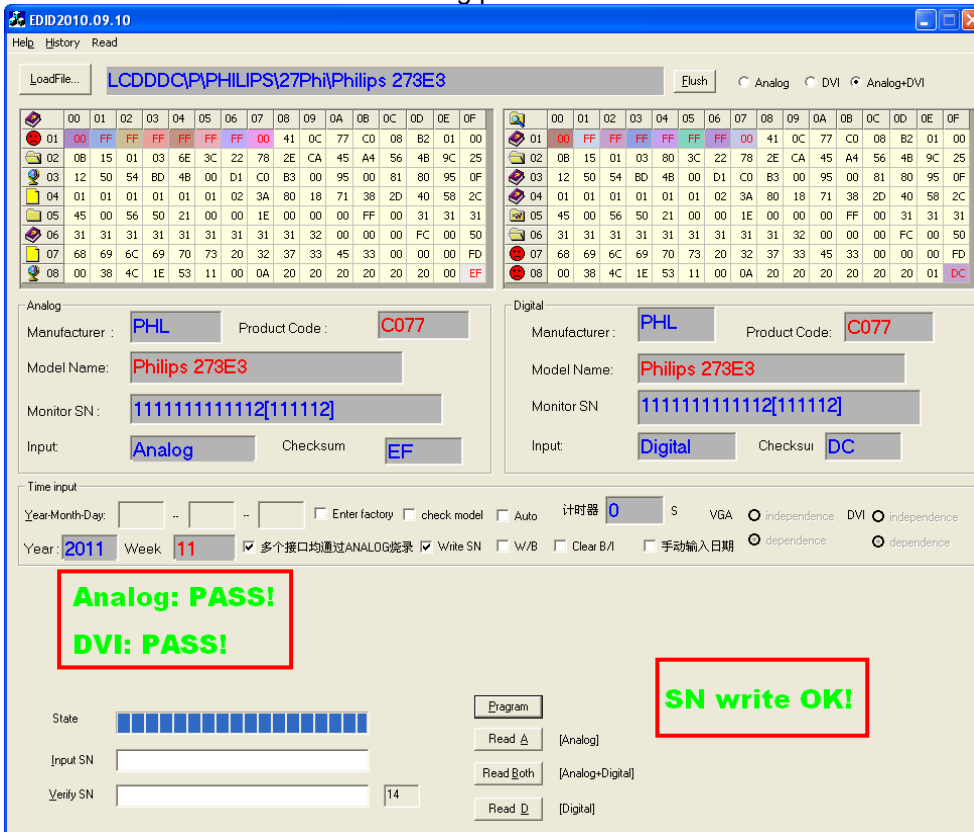 EDID2010.09.10
Help History Read
LoadFile... LCDDDC\P\PHILIPS\27Phi\Philips 273E3 Flush Analog DVI Analog+DVI
00 01 02 03 04 05 06 07 08 09 0A 0B 0C 0D 0E 0F
01 00 FF FF FF FF FF FF 00 41 0C 77 C0 08 B2 01 00
02 0B 15 01 03 6E 3C 22 78 2E CA 45 A4 56 4B 9C 25
03 12 50 54 BD 4B 00 D1 C0 B3 00 95 00 81 80 95 0F
04 01 01 01 01 01 01 02 3A 80 18 71 38 2D 40 58 2C
05 45 00 56 50 21 00 00 1E 00 00 00 FF 00 31 31 31
06 31 31 31 31 31 31 31 31 31 32 00 00 00 FC 00 50
07 68 69 6C 69 70 73 20 32 37 33 45 33 00 00 00 FD
08 00 38 4C 1E 53 11 00 0A 20 20 20 20 20 20 00 EF
00 01 02 03 04 05 06 07 08 09 0A 0B 0C 0D 0E 0F
01 00 FF FF FF FF FF FF 00 41 0C 77 C0 08 B2 01 00
02 0B 15 01 03 80 3C 22 78 2E CA 45 A4 56 4B 9C 25
03 12 50 54 BD 4B 00 D1 C0 B3 00 95 00 81 80 95 0F
04 01 01 01 01 01 01 02 3A 80 18 71 38 2D 40 58 2C
05 45 00 56 50 21 00 00 1E 00 00 00 FF 00 31 31 31
06 31 31 31 31 31 31 31 31 31 32 00 00 00 FC 00 50
07 68 69 6C 69 70 73 20 32 37 33 45 33 00 00 00 FD
08 00 38 4C 1E 53 11 00 0A 20 20 20 20 20 20 01 DC
Analog
Manufacturer : PHL Product Code : C077
Model Name: Philips 273E3
Monitor SN : 1111111111112[111112]
Input: Analog Checksum EF
Digital
Manufacturer : PHL Product Code: C077
Model Name: Philips 273E3
Monitor SN 1111111111112[111112]
Input: Digital Checksui DC
Time input
Year-Month-Day: -- -- Enter factory check model Auto 计时器 0 S VGA independence DVI independence
Year : 2011 Week 11 多个接口均通过ANALOG烧录 Write SN W/B Clear B/I 手动输入日期 dependence dependence
Analog: PASS!
DVI: PASS!
SN write OK!
State
Pragram
Read A [Analog]
Input SN
Read Both [Analog+Digital]
Verify SN 14
Read D [Digital]